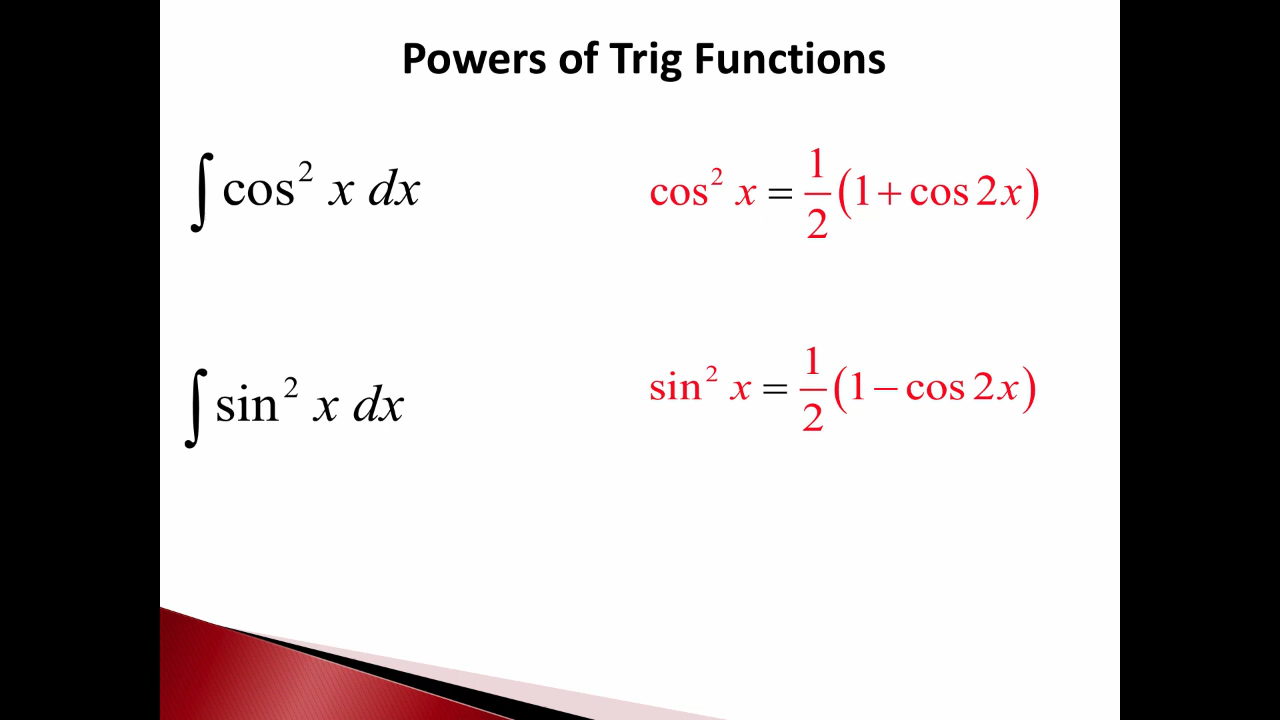 Powers of Trig Functions
∫ cos² x dx
cos² x = 1/2 (1 + cos 2x)
∫ sin² x dx
sin² x = 1/2 (1 − cos 2x)